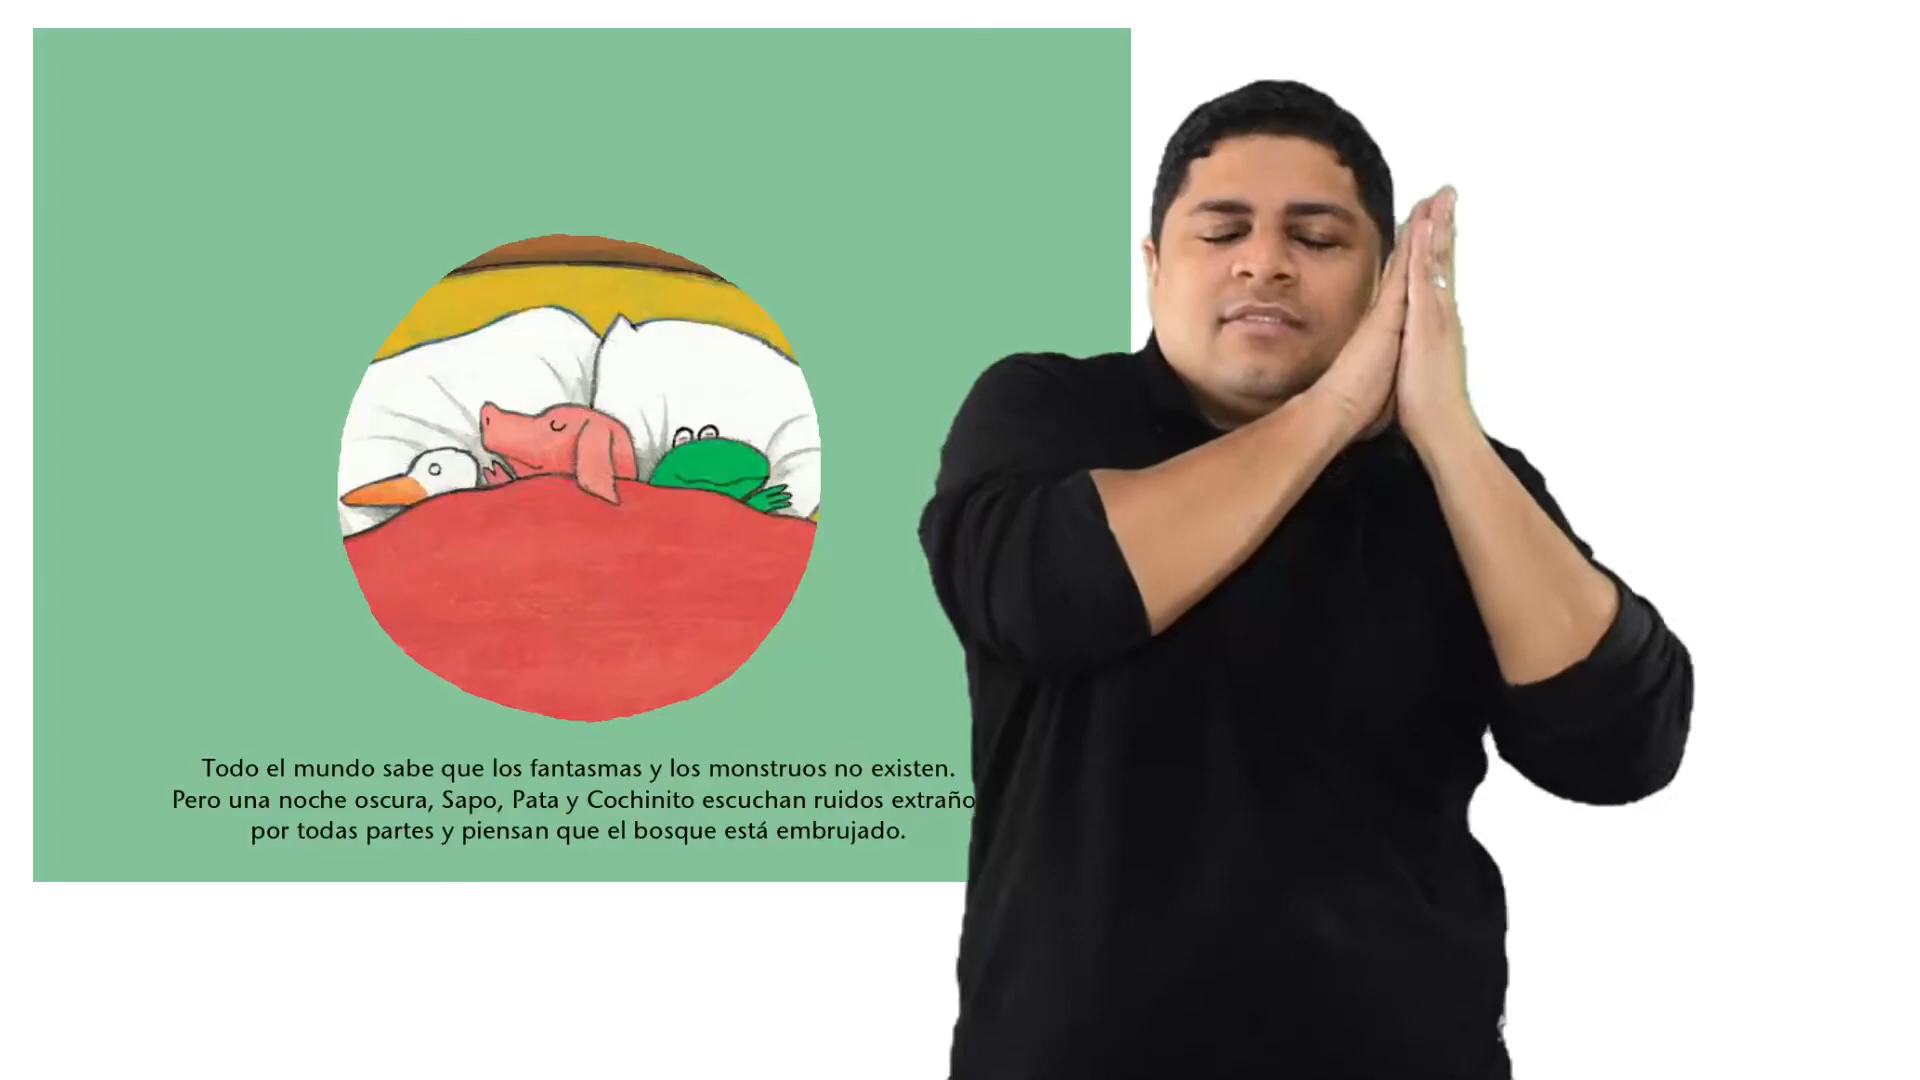 Todo el mundo sabe que los fantasmas y los monstruos no existen.
Pero una noche oscura, Sapo, Pata y Cochinito escuchan ruidos extraño
por todas partes y piensan que el bosque está embrujado.